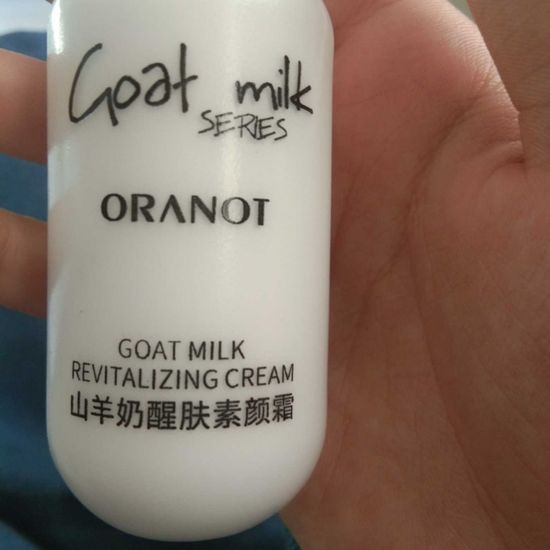 Goat milk
SERIES
ORANOT
GOAT MILK
REVITALIZING CREAM
山羊奶醒肤素颜霜